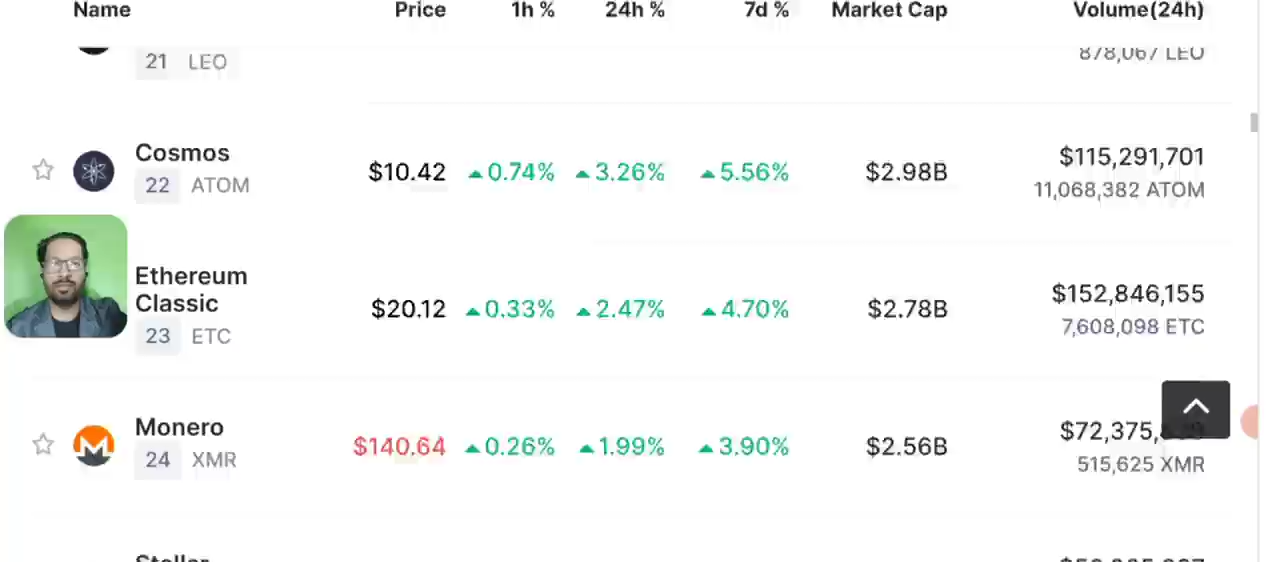 Name Price 1h % 24h % 7d % Market Cap Volume(24h)
21 LEO 878,067 LEO
Cosmos
22 ATOM
$10.42 0.74% 3.26% 5.56% $2.98B
$115,291,701
11,068,382 ATOM
Ethereum
Classic
23 ETC
$20.12 0.33% 2.47% 4.70% $2.78B
$152,846,155
7,608,098 ETC
Monero
24 XMR
$140.64 0.26% 1.99% 3.90% $2.56B
515,625 XMR
Stellar